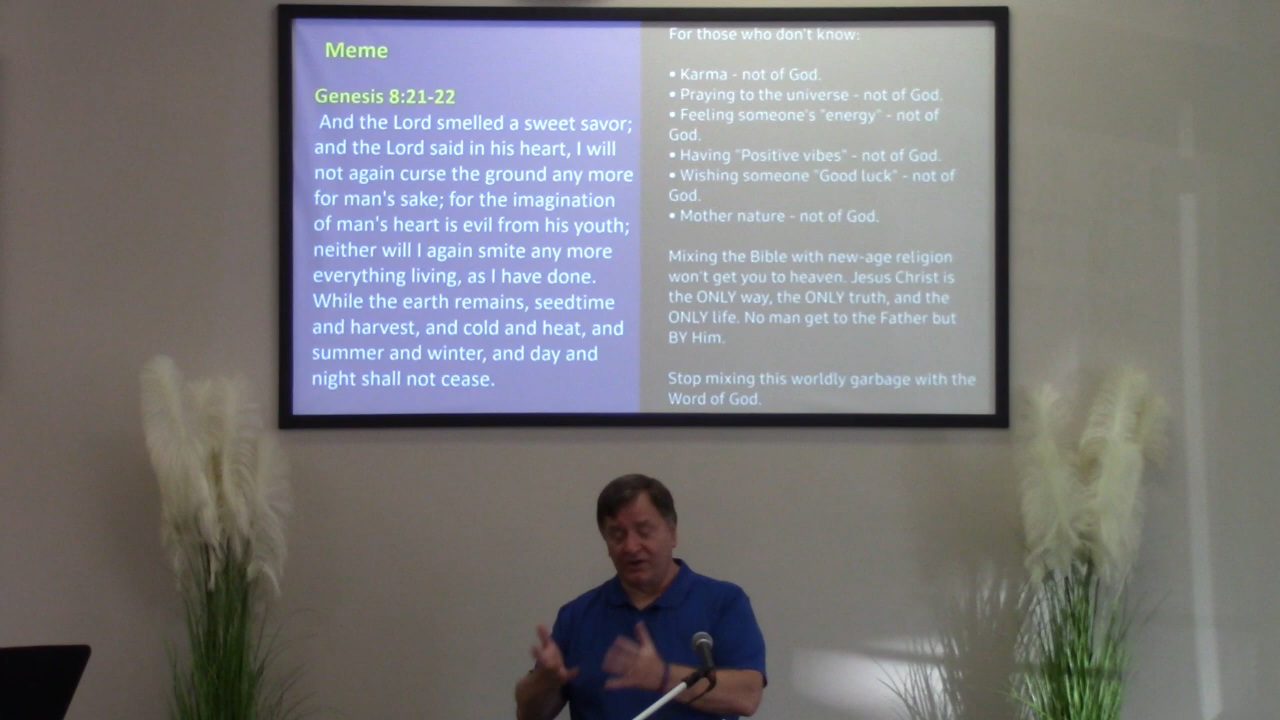 Meme
Genesis 8:21-22
And the Lord smelled a sweet savor;
and the Lord said in his heart, I will
not again curse the ground any more
for man's sake; for the imagination
of man's heart is evil from his youth;
neither will I again smite any more
everything living, as I have done.
While the earth remains, seedtime
and harvest, and cold and heat, and
summer and winter, and day and
night shall not cease.
For those who don't know:
• Karma - not of God.
• Praying to the universe - not of God.
• Feeling someone's "energy" - not of
God.
• Having "Positive vibes" - not of God.
• Wishing someone "Good luck" - not of
God.
• Mother nature - not of God.
Mixing the Bible with new-age religion
won't get you to heaven. Jesus Christ is
the ONLY way, the ONLY truth, and the
ONLY life. No man get to the Father but
BY Him.
Stop mixing this worldly garbage with the
Word of God.